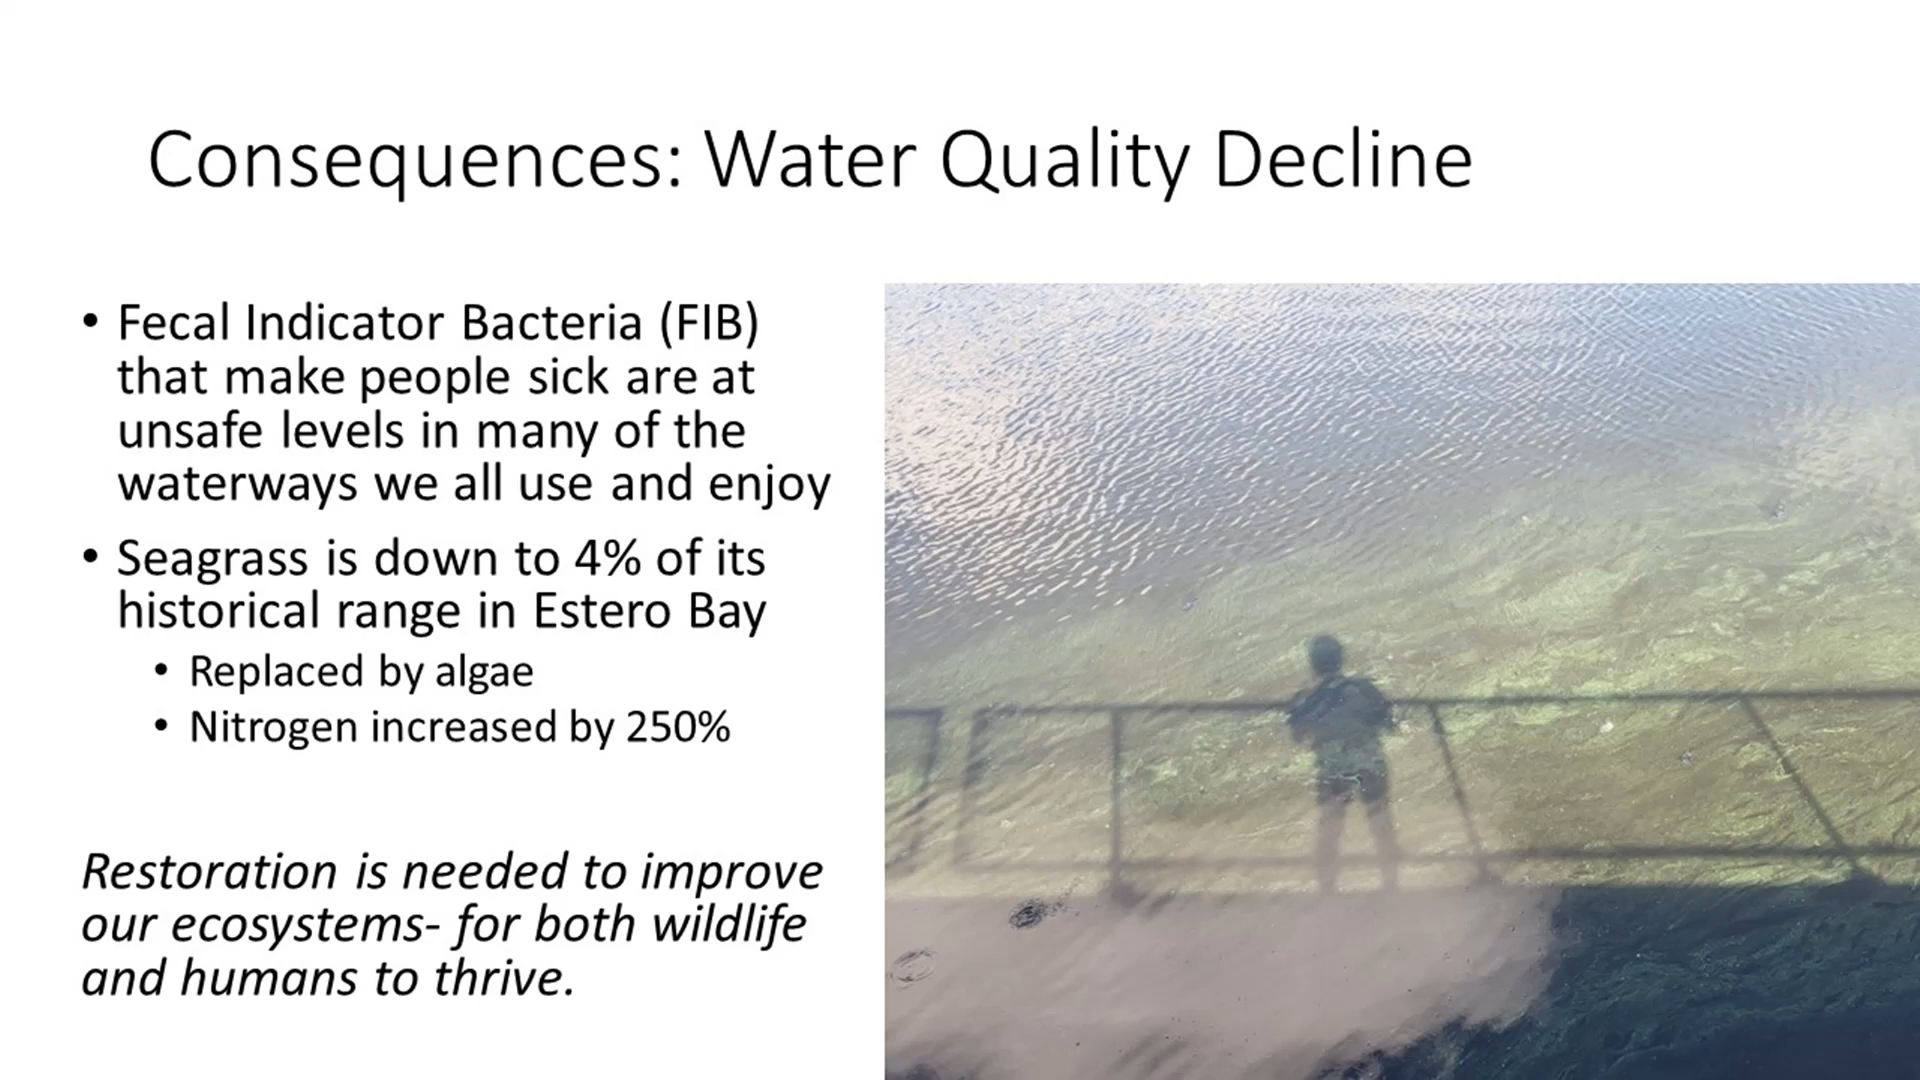 Consequences: Water Quality Decline
• Fecal Indicator Bacteria (FIB)
that make people sick are at
unsafe levels in many of the
waterways we all use and enjoy
• Seagrass is down to 4% of its
historical range in Estero Bay
• Replaced by algae
• Nitrogen increased by 250%
Restoration is needed to improve
our ecosystems- for both wildlife
and humans to thrive.